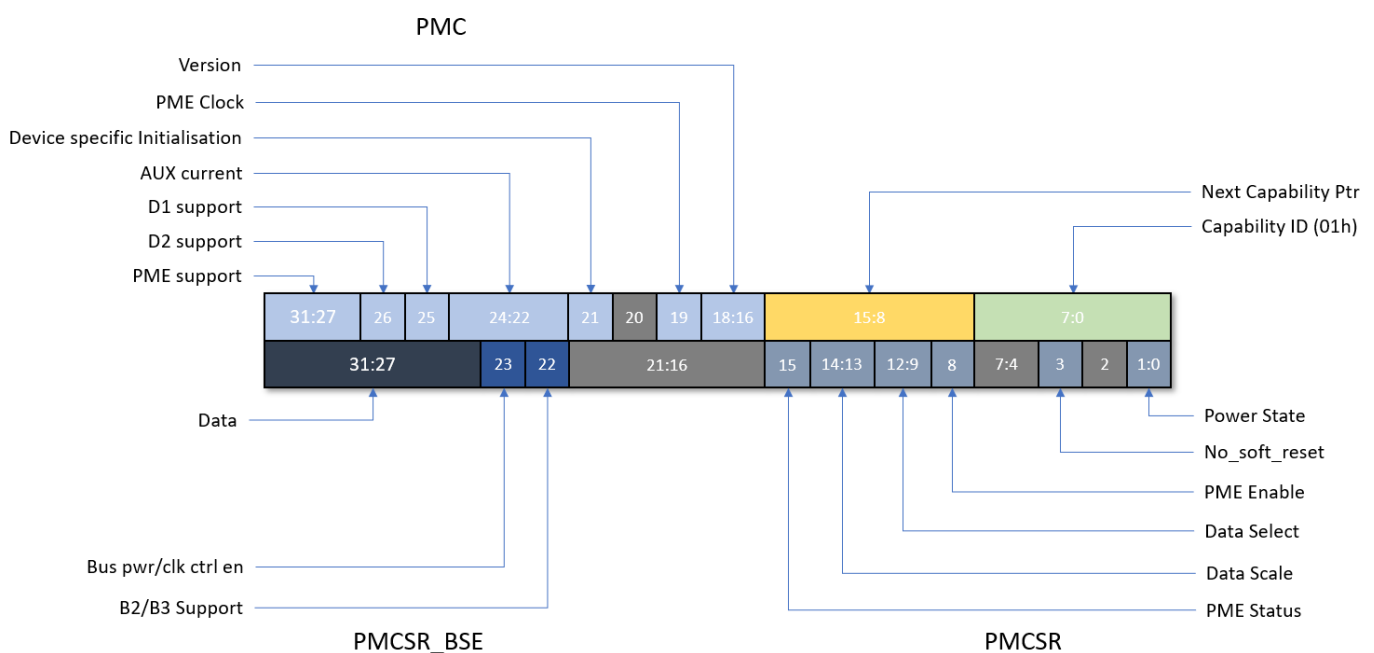 PMC
Version
PME Clock
Device specific Initialisation
AUX current
D1 support
D2 support
PME support
Next Capability Ptr
Capability ID (01h)
31:27 26 25 24:22 21 20 19 18:16 15:8 7:0
31:27 23 22 21:16 15 14:13 12:9 8 7:4 3 2 1:0
Data
Bus pwr/clk ctrl en
B2/B3 Support
Power State
No_soft_reset
PME Enable
Data Select
Data Scale
PME Status
PMCSR_BSE
PMCSR